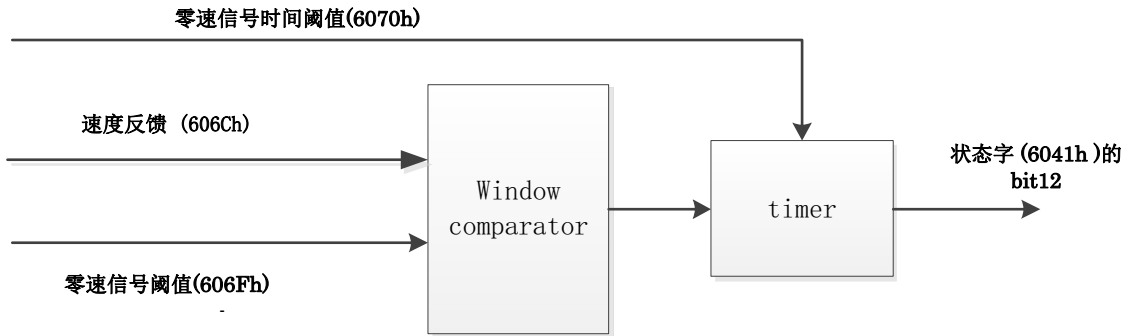 零速信号时间阈值(6070h)
速度反馈 (606Ch)
零速信号阈值(606Fh)
-
Window
comparator
timer
状态字 (6041h )的
bit12